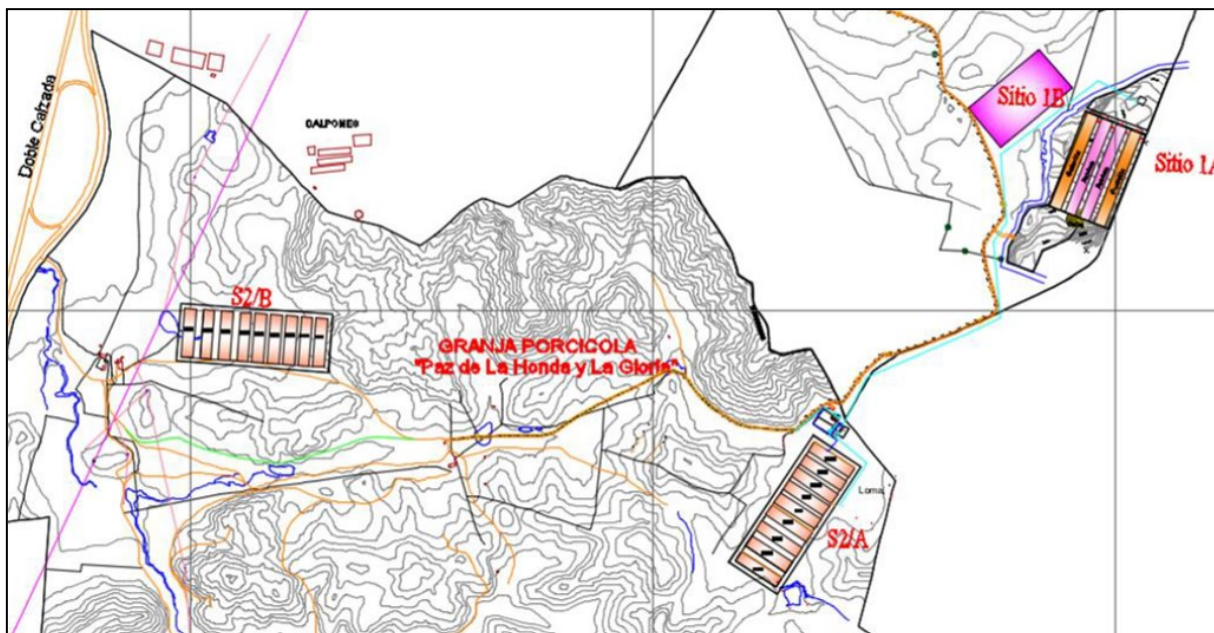 Doble Calzada
GALPONES
Sitio 1B
Sitio 1A
S2/B
GRANJA PORCICOLA
"Paz de La Honda y La Gloria"
Loma
S2/A